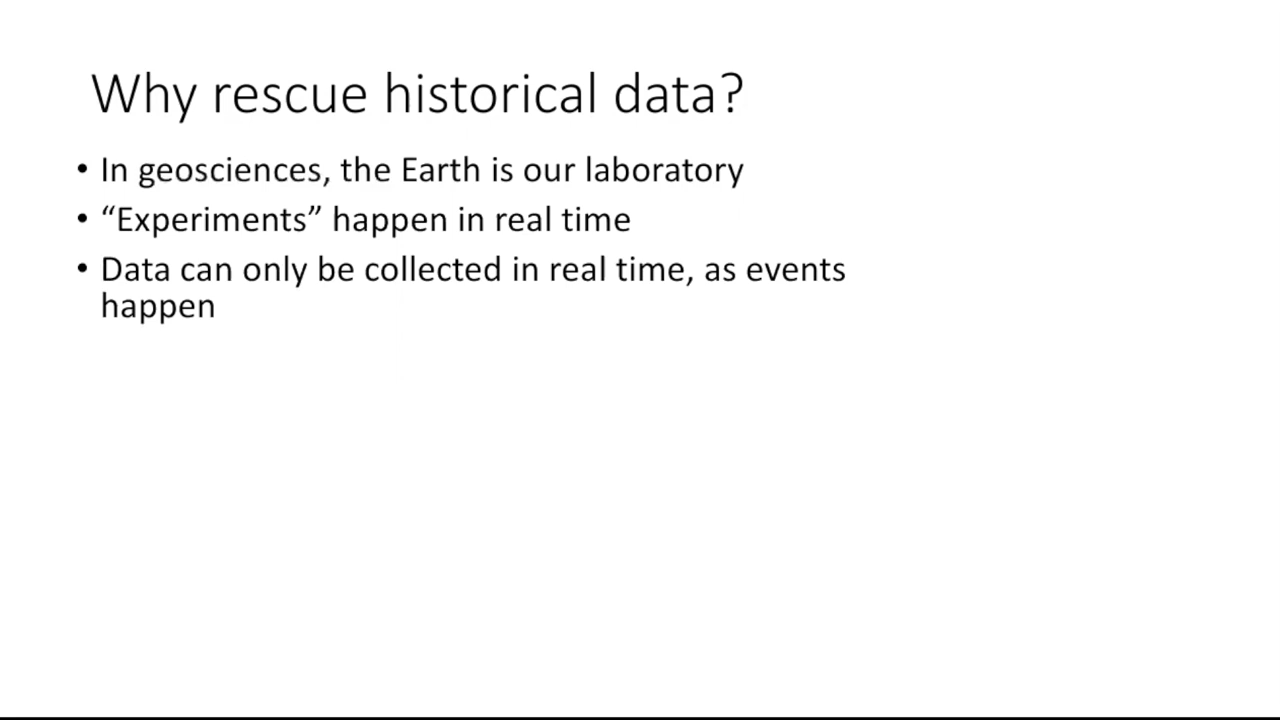 Why rescue historical data?
• In geosciences, the Earth is our laboratory
• “Experiments” happen in real time
• Data can only be collected in real time, as events
happen